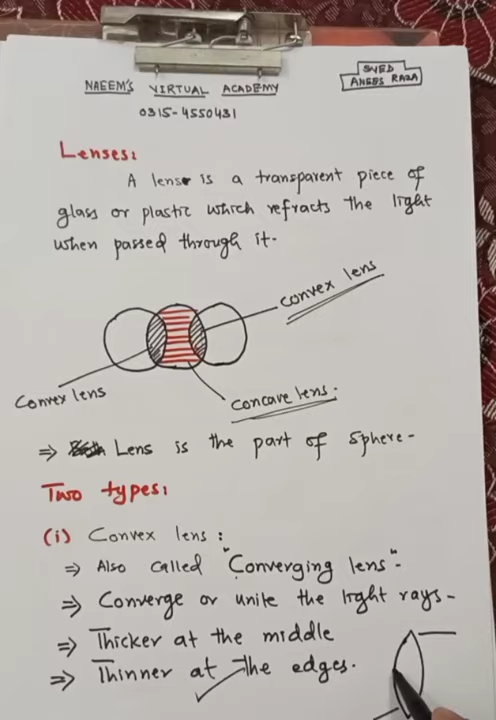 NAEEM's VIRTUAL ACADEMY
0315-4550431
SYED
ANEES RAZA
Lenses:
A lens is a transparent piece of
glass or plastic which refracts the light
when passed through it.
Convex lens
Convex lens
Concave lens.
⇒ Lens is the part of sphere-
Two types:
(i) Convex lens:
⇒ Also called "Converging lens"-
⇒ Converge or unite the light rays-
⇒ Thicker at the middle
⇒ Thinner at the edges.